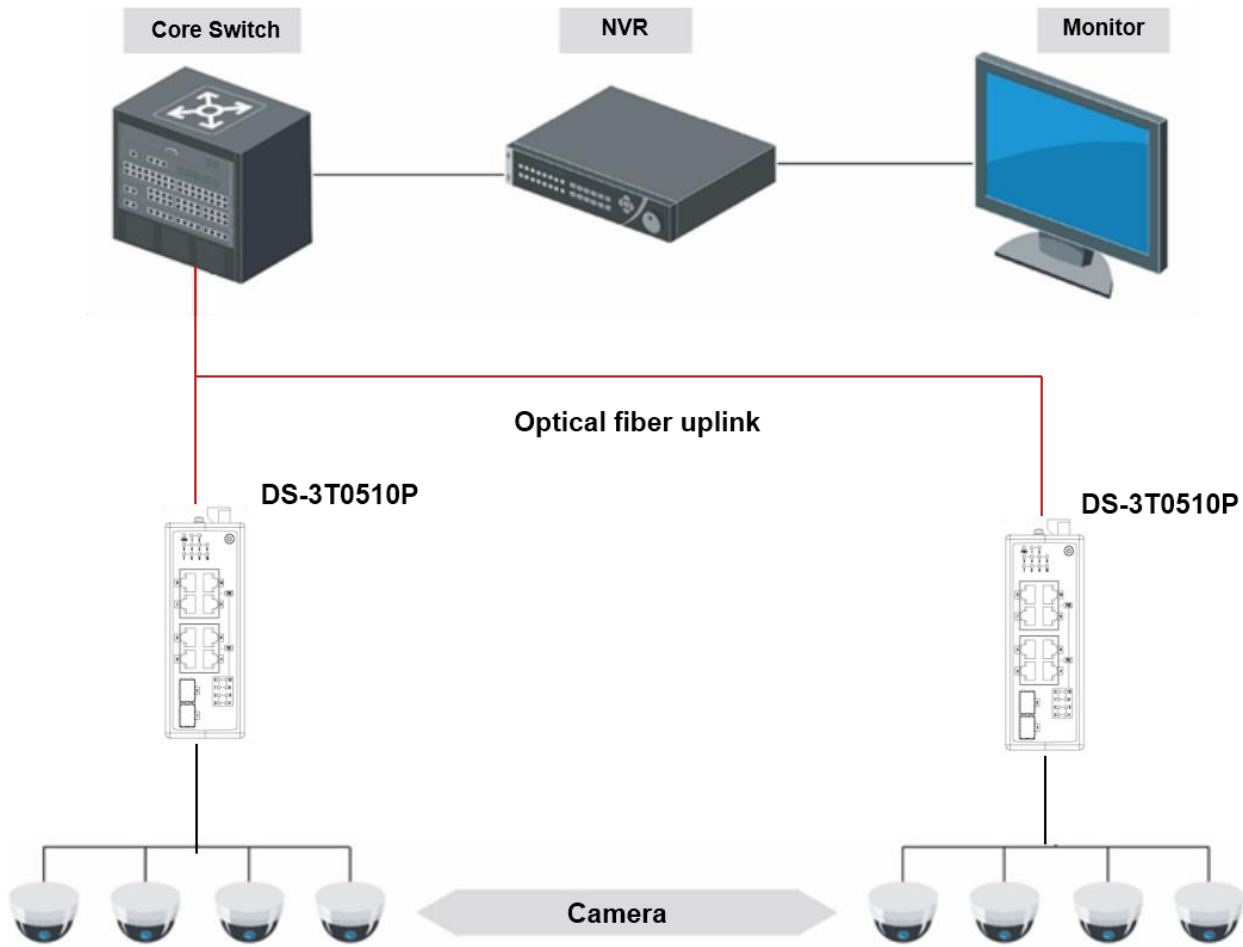 Core Switch
NVR
Monitor
Optical fiber uplink
DS-3T0510P
DS-3T0510P
Camera